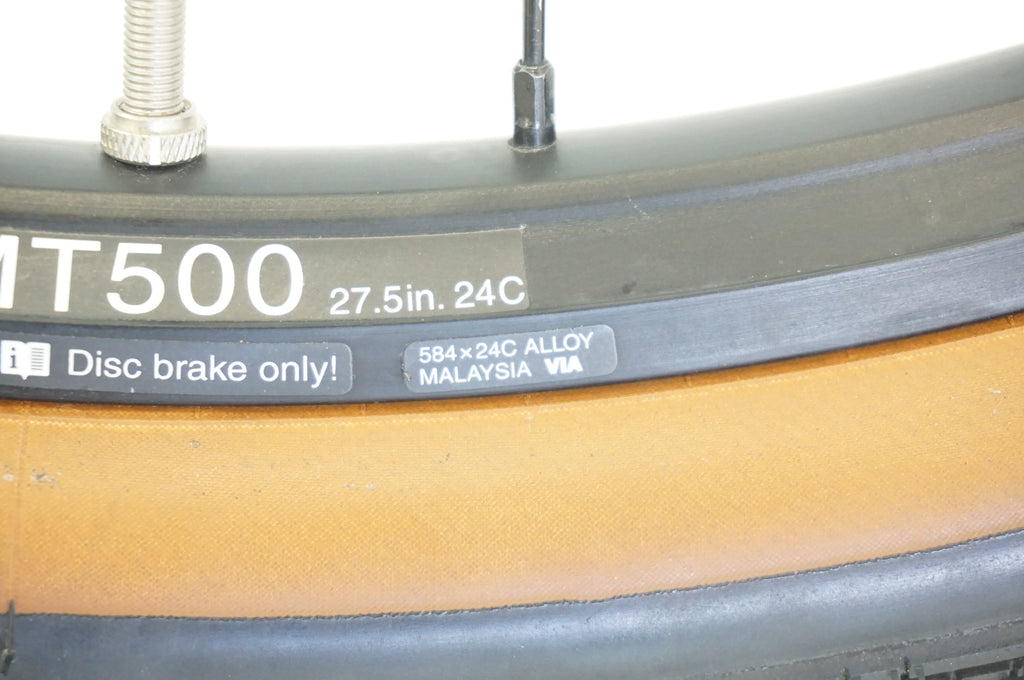 MT500 27.5in. 24C
i Disc brake only!
584×24C ALLOY
MALAYSIA VIA